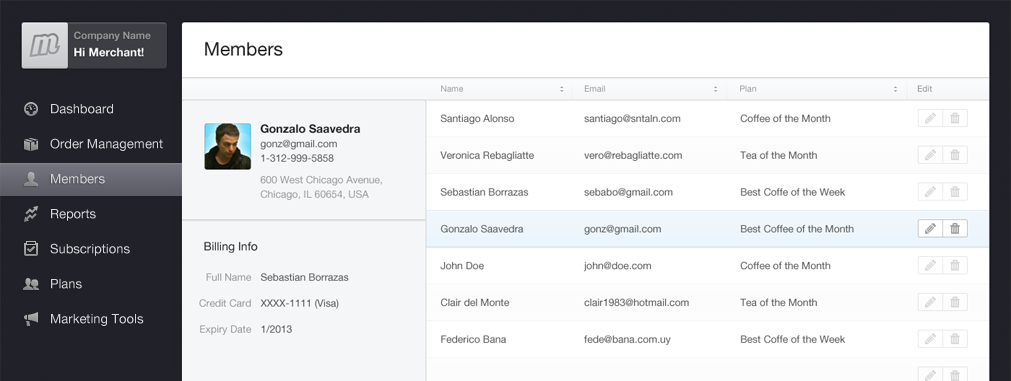 Company Name
Hi Merchant!
Dashboard
Order Management
Members
Reports
Subscriptions
Plans
Marketing Tools
Members
Name Email Plan Edit
Gonzalo Saavedra
gonz@gmail.com
1-312-999-5858
600 West Chicago Avenue,
Chicago, IL 60654, USA
Billing Info
Full Name Sebastian Borrazas
Credit Card XXXX-1111 (Visa)
Expiry Date 1/2013
Santiago Alonso santiago@sntaln.com Coffee of the Month
Veronica Rebagliatte vero@rebagliatte.com Tea of the Month
Sebastian Borrazas sebabo@gmail.com Best Coffe of the Week
Gonzalo Saavedra gonz@gmail.com Best Coffee of the Month
John Doe john@doe.com Coffee of the Month
Clair del Monte clair1983@hotmail.com Tea of the Month
Federico Bana fede@bana.com.uy Best Coffe of the Week